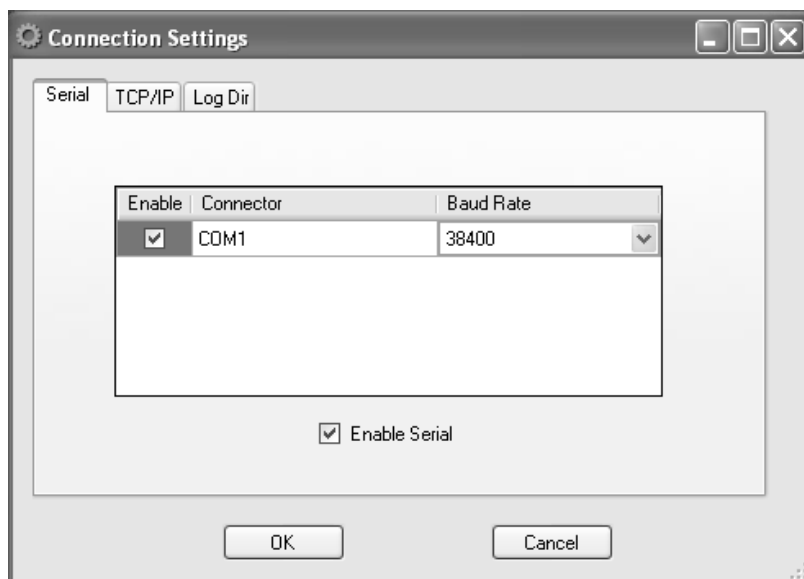 Connection Settings
Serial TCP/IP Log Dir
Enable Connector Baud Rate
COM1 38400
Enable Serial
OK Cancel